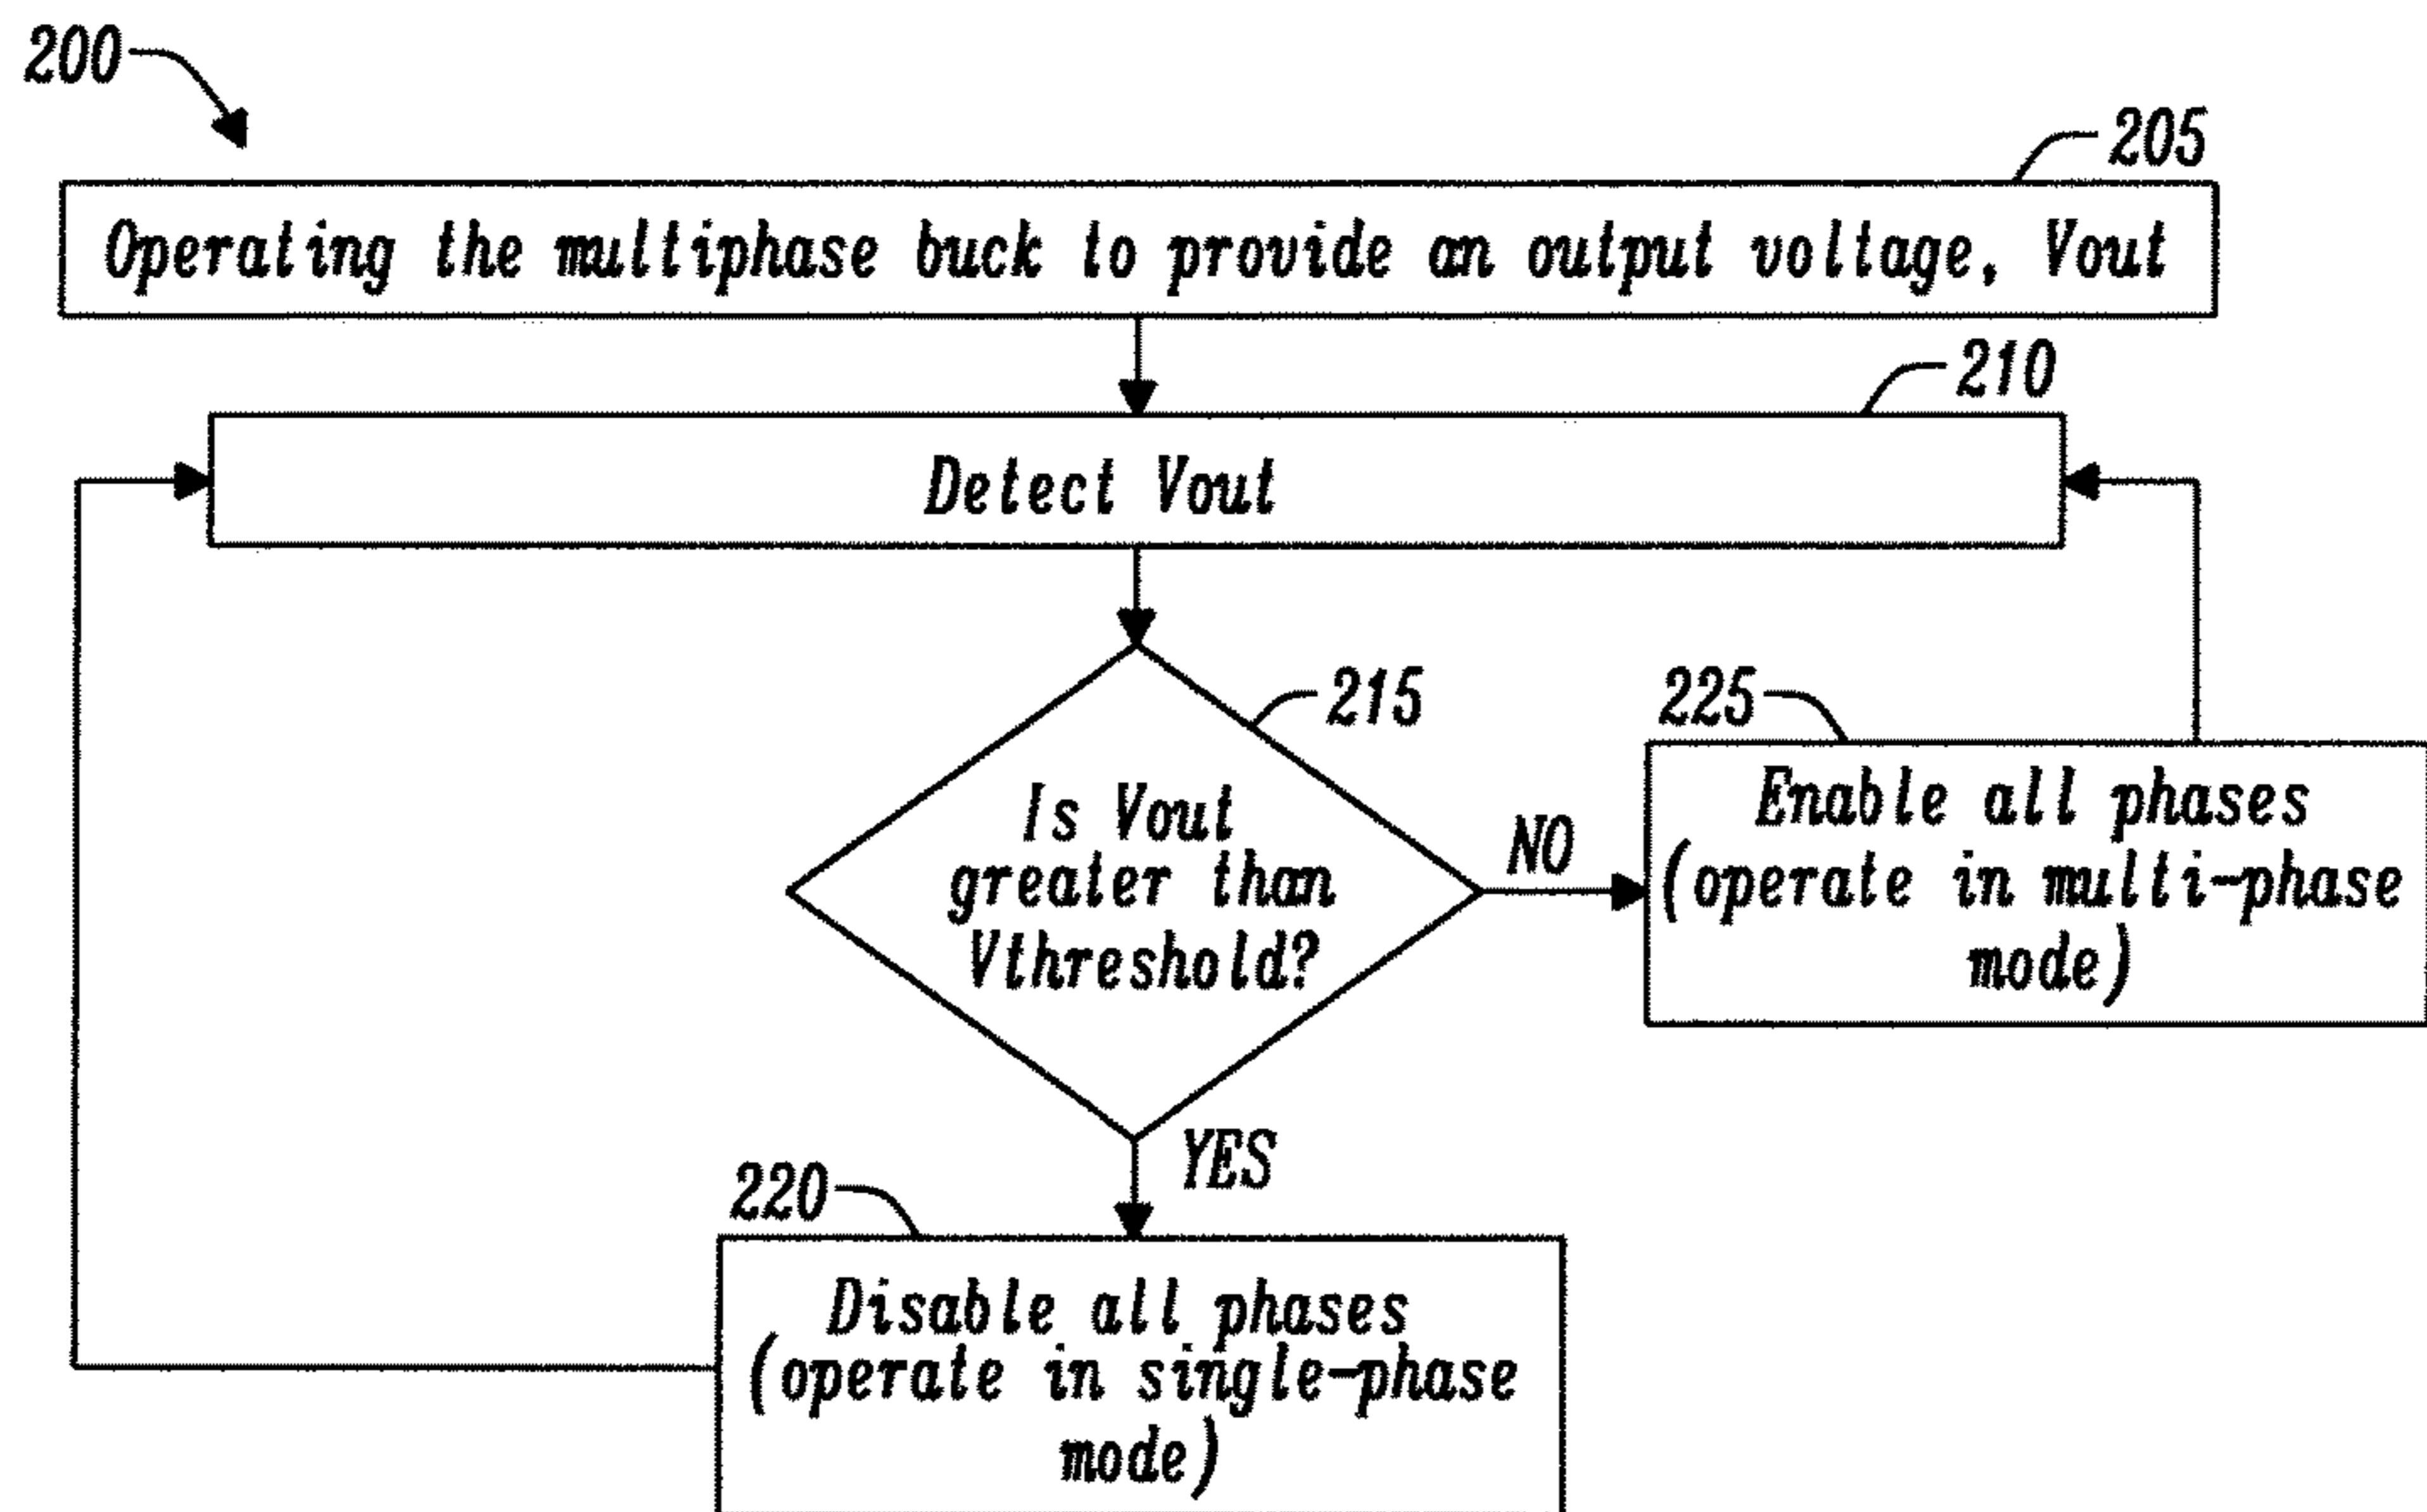 200
205
Operating the multiphase buck to provide an output voltage, Vout
210
Detect Vout
215
Is Vout
greater than
Vthreshold?
NO
225
Enable all phases
(operate in multi-phase
mode)
YES
220
Disable all phases
(operate in single-phase
mode)